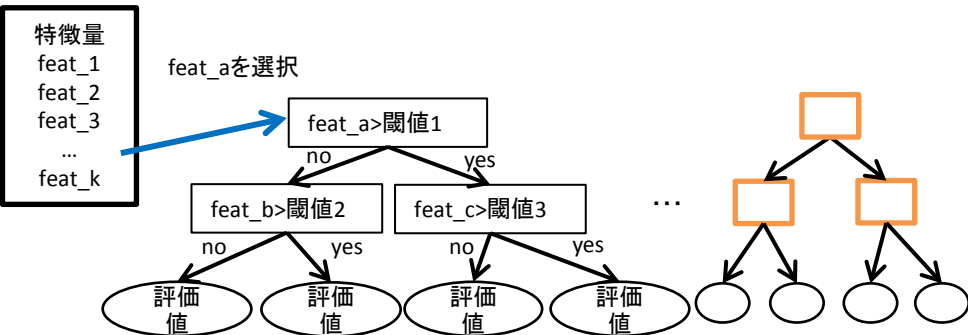 特徴量
feat_1
feat_2
feat_3
...
feat_k
feat_aを選択
feat_a>閾値1
no
yes
feat_b>閾値2
feat_c>閾値3
…
no
yes
no
yes
評価
値
評価
値
評価
値
評価
値